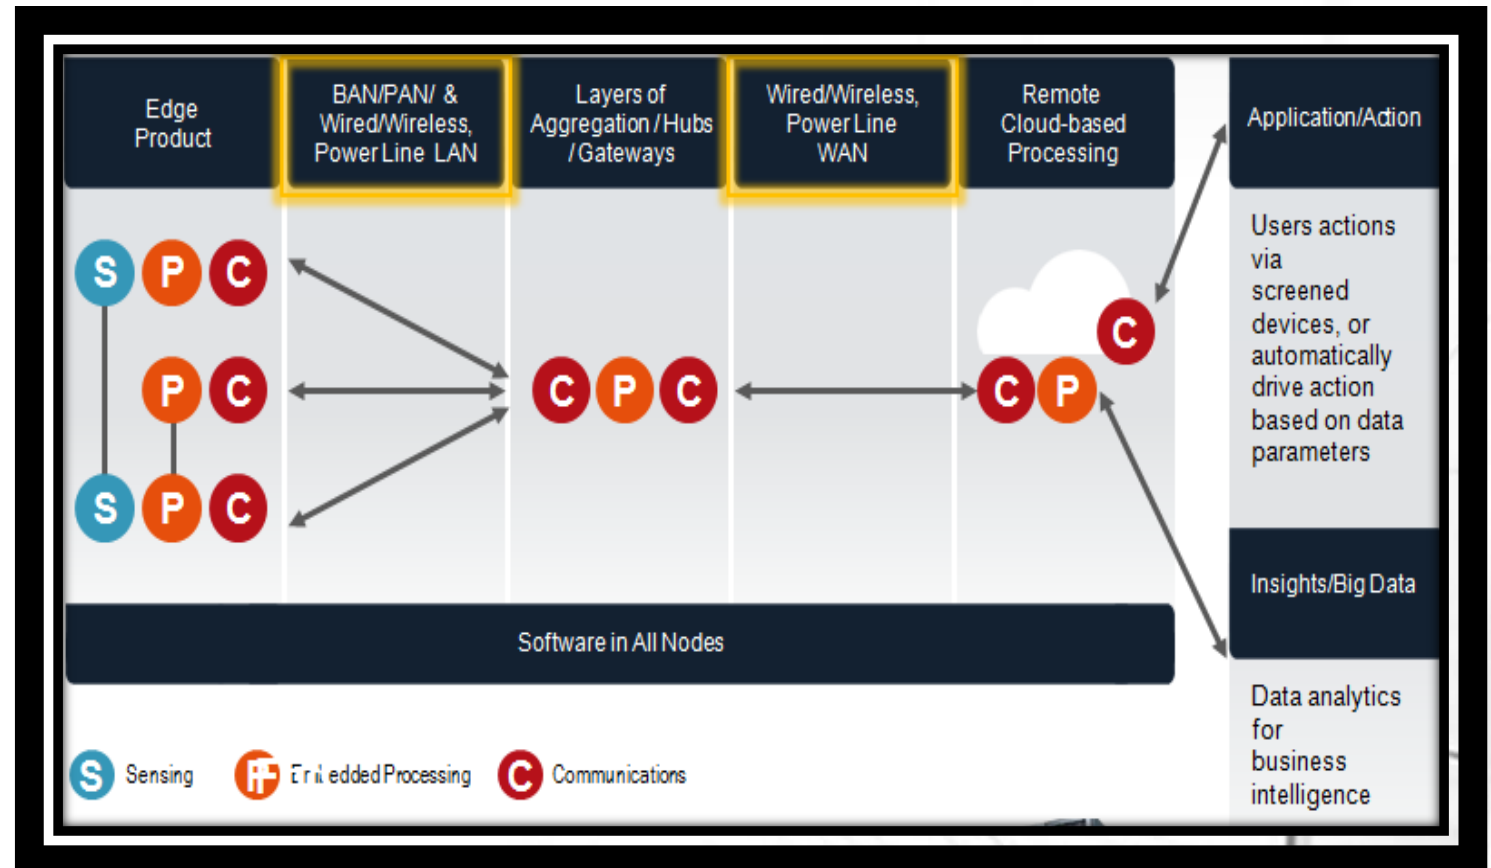 Edge
Product
BAN/PAN/ &
Wired/Wireless,
Power Line LAN
Layers of
Aggregation / Hubs
/ Gateways
Wired/Wireless,
Power Line
WAN
Remote
Cloud-based
Processing
Application/Action
S P C
P C
S P C
C P C
C P
C
Users actions
via
screened
devices, or
automatically
drive action
based on data
parameters
Insights/Big Data
Data analytics
for
business
intelligence
Software in All Nodes
S Sensing
edded Processing
C Communications